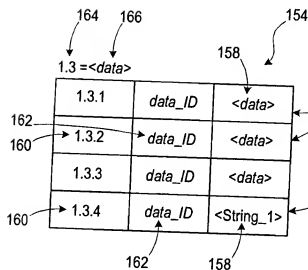 164 166 154
158
1.3 =<data>
1.3.1 data_ID <data>
162
160 1.3.2 data_ID <data>
1.3.3 data_ID <data>
160 1.3.4 data_ID <String_1>
162 158